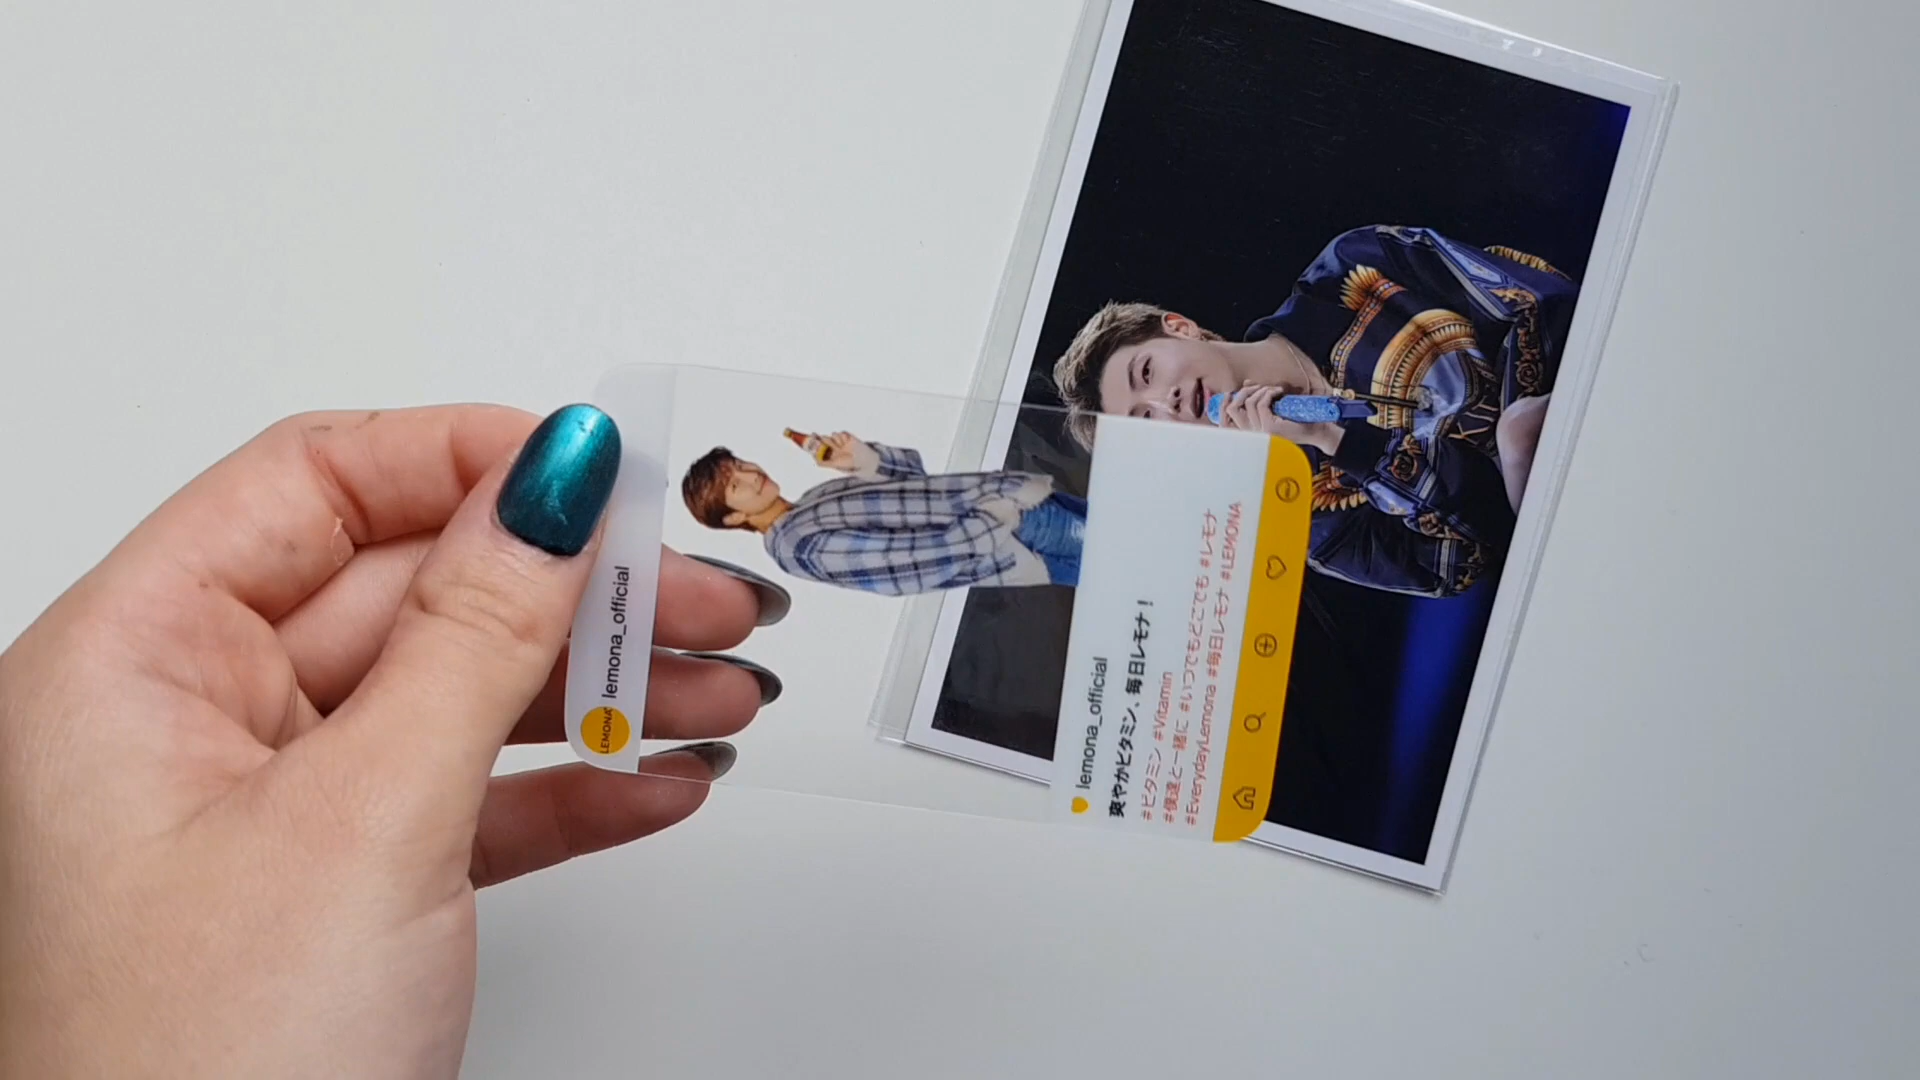 LEMONA
lemona_official
lemona_official
爽やかビタミン、毎日レモナ！
#ビタミン #Vitamin
#僕達と一緒に #いつでもどこでも #レモナ
#EverydayLemona #毎日レモナ #LEMONA